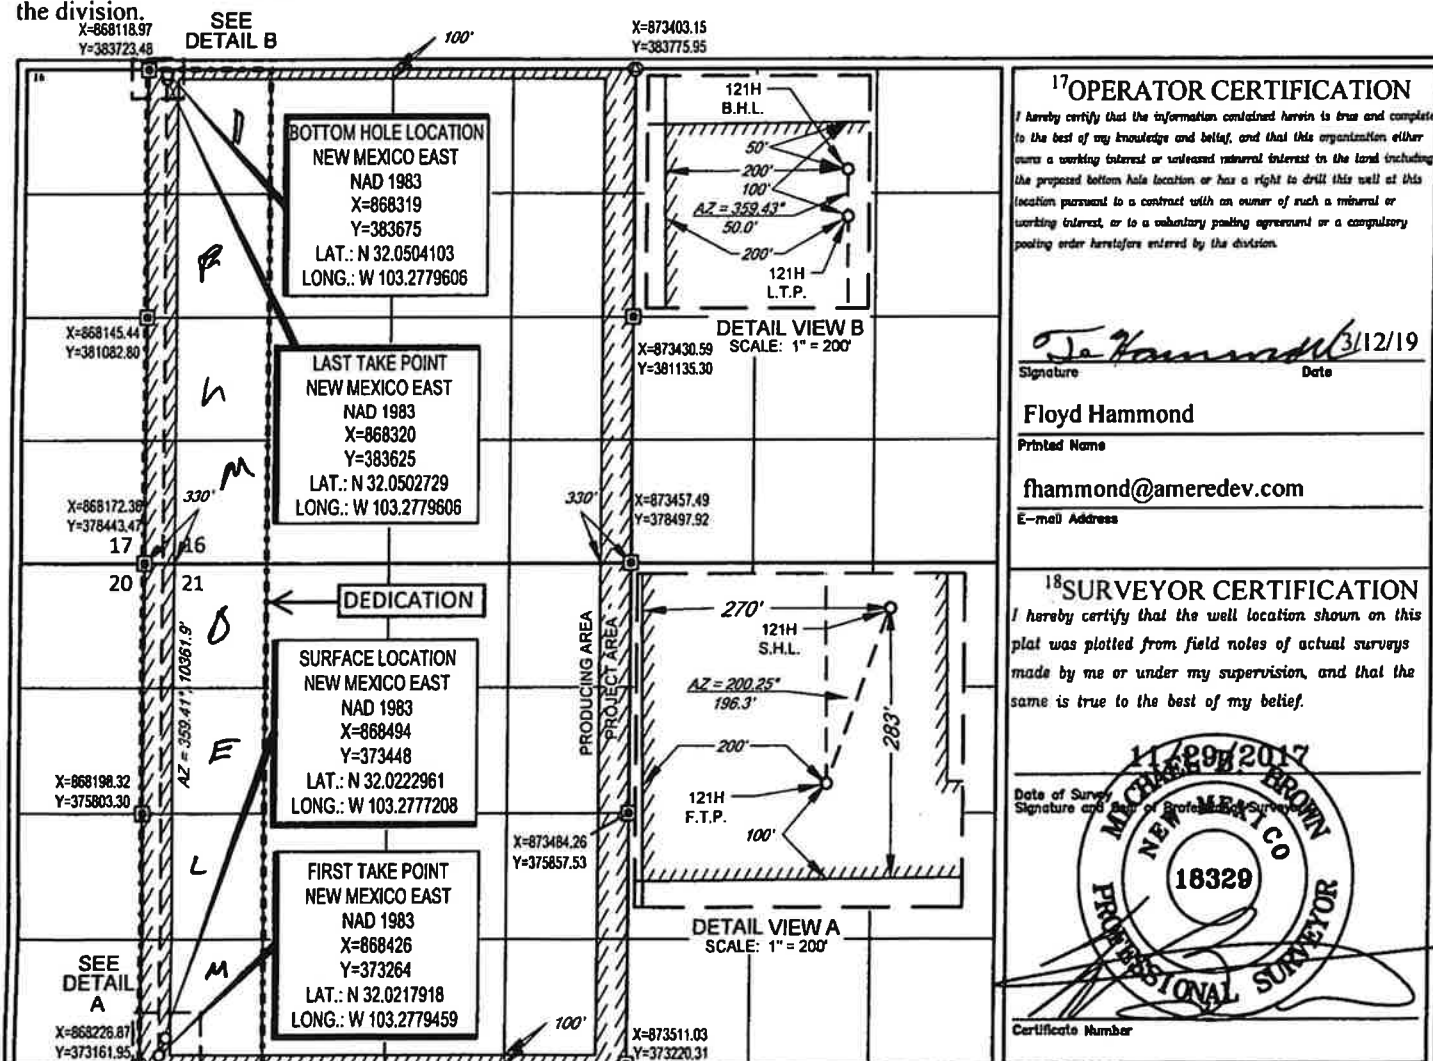 the division.
X=868118.97
Y=383723.48
SEE
DETAIL B
100'
X=873403.15
Y=383775.95
16
D
BOTTOM HOLE LOCATION
NEW MEXICO EAST
NAD 1983
X=868319
Y=383675
LAT.: N 32.0504103
LONG.: W 103.2779606
121H
B.H.L.
50'
200'
100'
AZ = 359.43°
50.0'
200'
121H
L.T.P.
DETAIL VIEW B
SCALE: 1" = 200'
X=868145.44
Y=381082.80
X=873430.59
Y=381135.30
LAST TAKE POINT
NEW MEXICO EAST
NAD 1983
X=868320
Y=383625
LAT.: N 32.0502729
LONG.: W 103.2779606
M
330'
X=868172.38
Y=378443.47
330'
X=873457.49
Y=378497.92
17
16
20
21
DEDICATION
D
E
L
M
AZ = 359.41°, 10361.9'
SURFACE LOCATION
NEW MEXICO EAST
NAD 1983
X=868494
Y=373448
LAT.: N 32.0222961
LONG.: W 103.2777208
PRODUCING AREA
PROJECT AREA
270'
121H
S.H.L.
AZ = 200.25°
196.3'
283'
200'
121H
F.T.P.
100'
DETAIL VIEW A
SCALE: 1" = 200'
X=868198.32
Y=375803.30
X=873484.26
Y=375857.53
FIRST TAKE POINT
NEW MEXICO EAST
NAD 1983
X=868426
Y=373264
LAT.: N 32.0217918
LONG.: W 103.2779459
SEE
DETAIL
A
X=868226.87
Y=373161.95
100'
X=873511.03
Y=373220.31
17OPERATOR CERTIFICATION
I hereby certify that the information contained herein is true and complete
to the best of my knowledge and belief, and that this organization either
owns a working interest or unleased mineral interest in the land including
the proposed bottom hole location or has a right to drill this well at this
location pursuant to a contract with an owner of such a mineral or
working interest, or to a voluntary pooling agreement or a compulsory
pooling order heretofore entered by the division.
3/12/19
Signature Date
Floyd Hammond
Printed Name
fhammond@ameredev.com
E-mail Address
18SURVEYOR CERTIFICATION
I hereby certify that the well location shown on this
plat was plotted from field notes of actual surveys
made by me or under my supervision, and that the
same is true to the best of my belief.
11/29/2017
Date of Survey
Signature and Seal of Professional Surveyor
MICHAEL B. BROWN
NEW MEXICO
18329
PROFESSIONAL SURVEYOR
Certificate Number